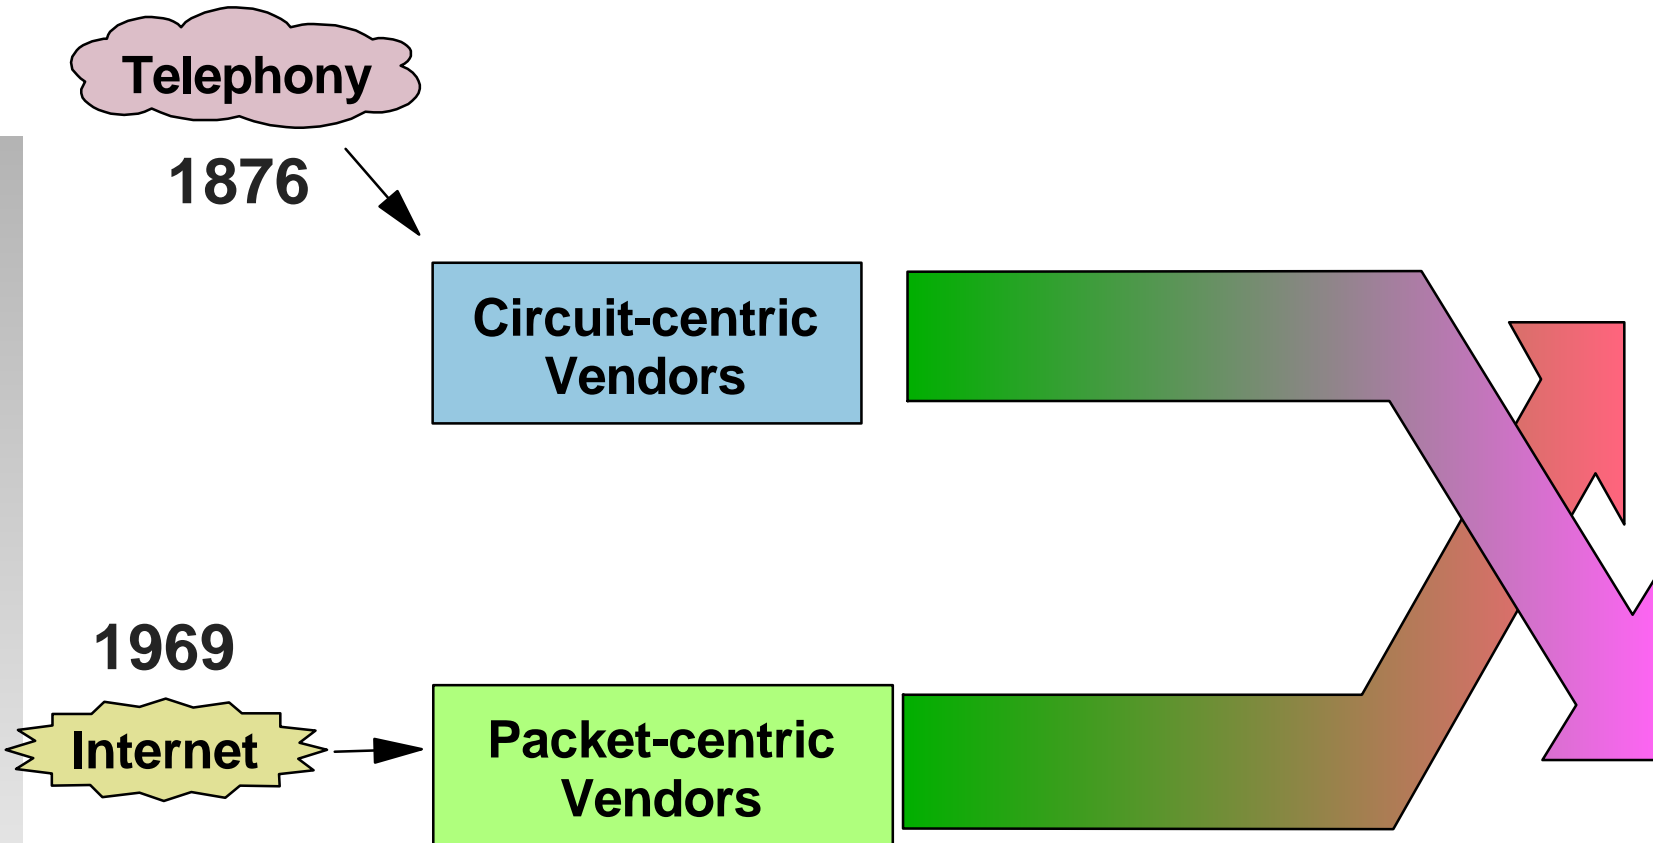 Telephony
1876
Circuit-centric
Vendors
1969
Internet
Packet-centric
Vendors